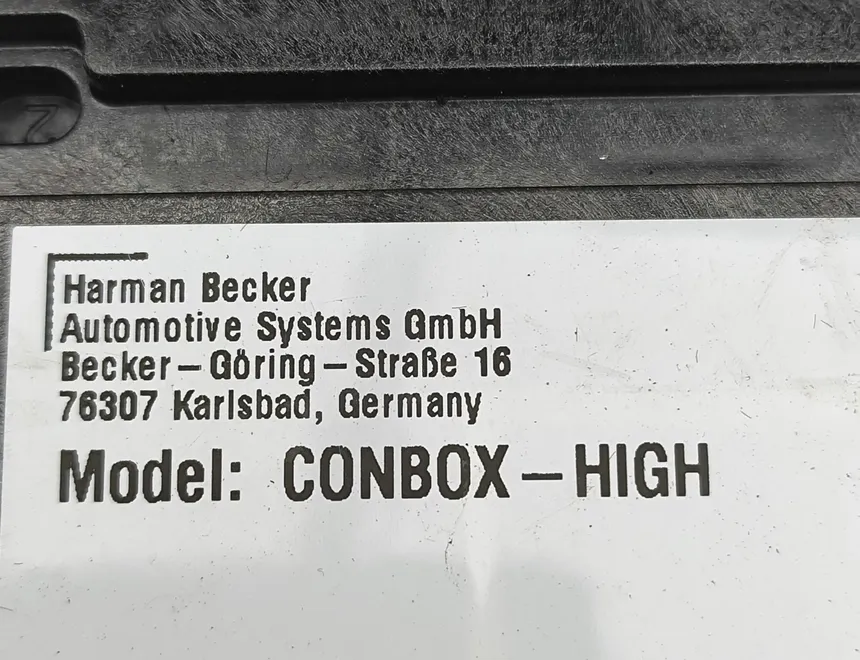 Harman Becker
Automotive Systems GmbH
Becker-Göring-Straße 16
76307 Karlsbad, Germany
Model: CONBOX-HIGH